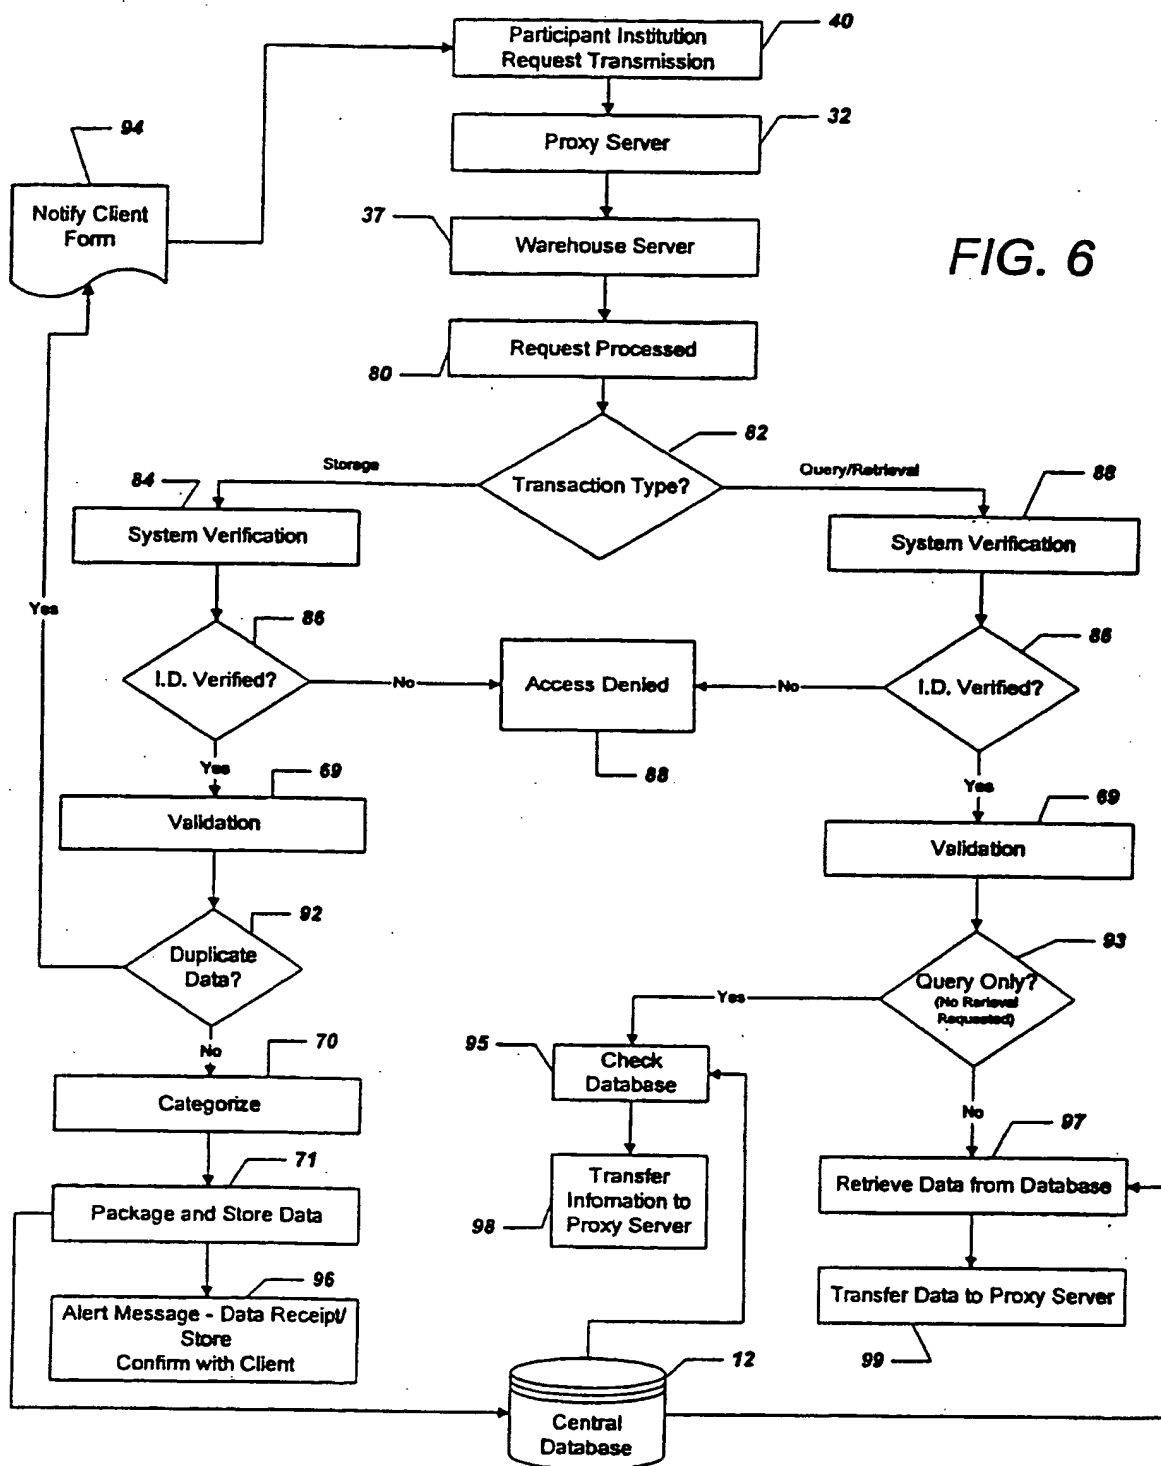 Participant Institution
Request Transmission
40
Proxy Server
32
94
Notify Client
Form
37
Warehouse Server
FIG. 6
Request Processed
80
82
Transaction Type?
Storage
Query/Retrieval
84
System Verification
88
System Verification
Yes
86
I.D. Verified?
No
Access Denied
88
No
86
I.D. Verified?
Yes
69
Validation
Yes
69
Validation
92
Duplicate
Data?
93
Query Only?
(No Rerieval
Requested)
Yes
No
70
Categorize
95
Check
Database
No
71
Package and Store Data
97
Retrieve Data from Database
Transfer
Infomation to
Proxy Server
98
96
Alert Message - Data Receipt/
Store
Confirm with Client
Transfer Data to Proxy Server
99
12
Central
Database